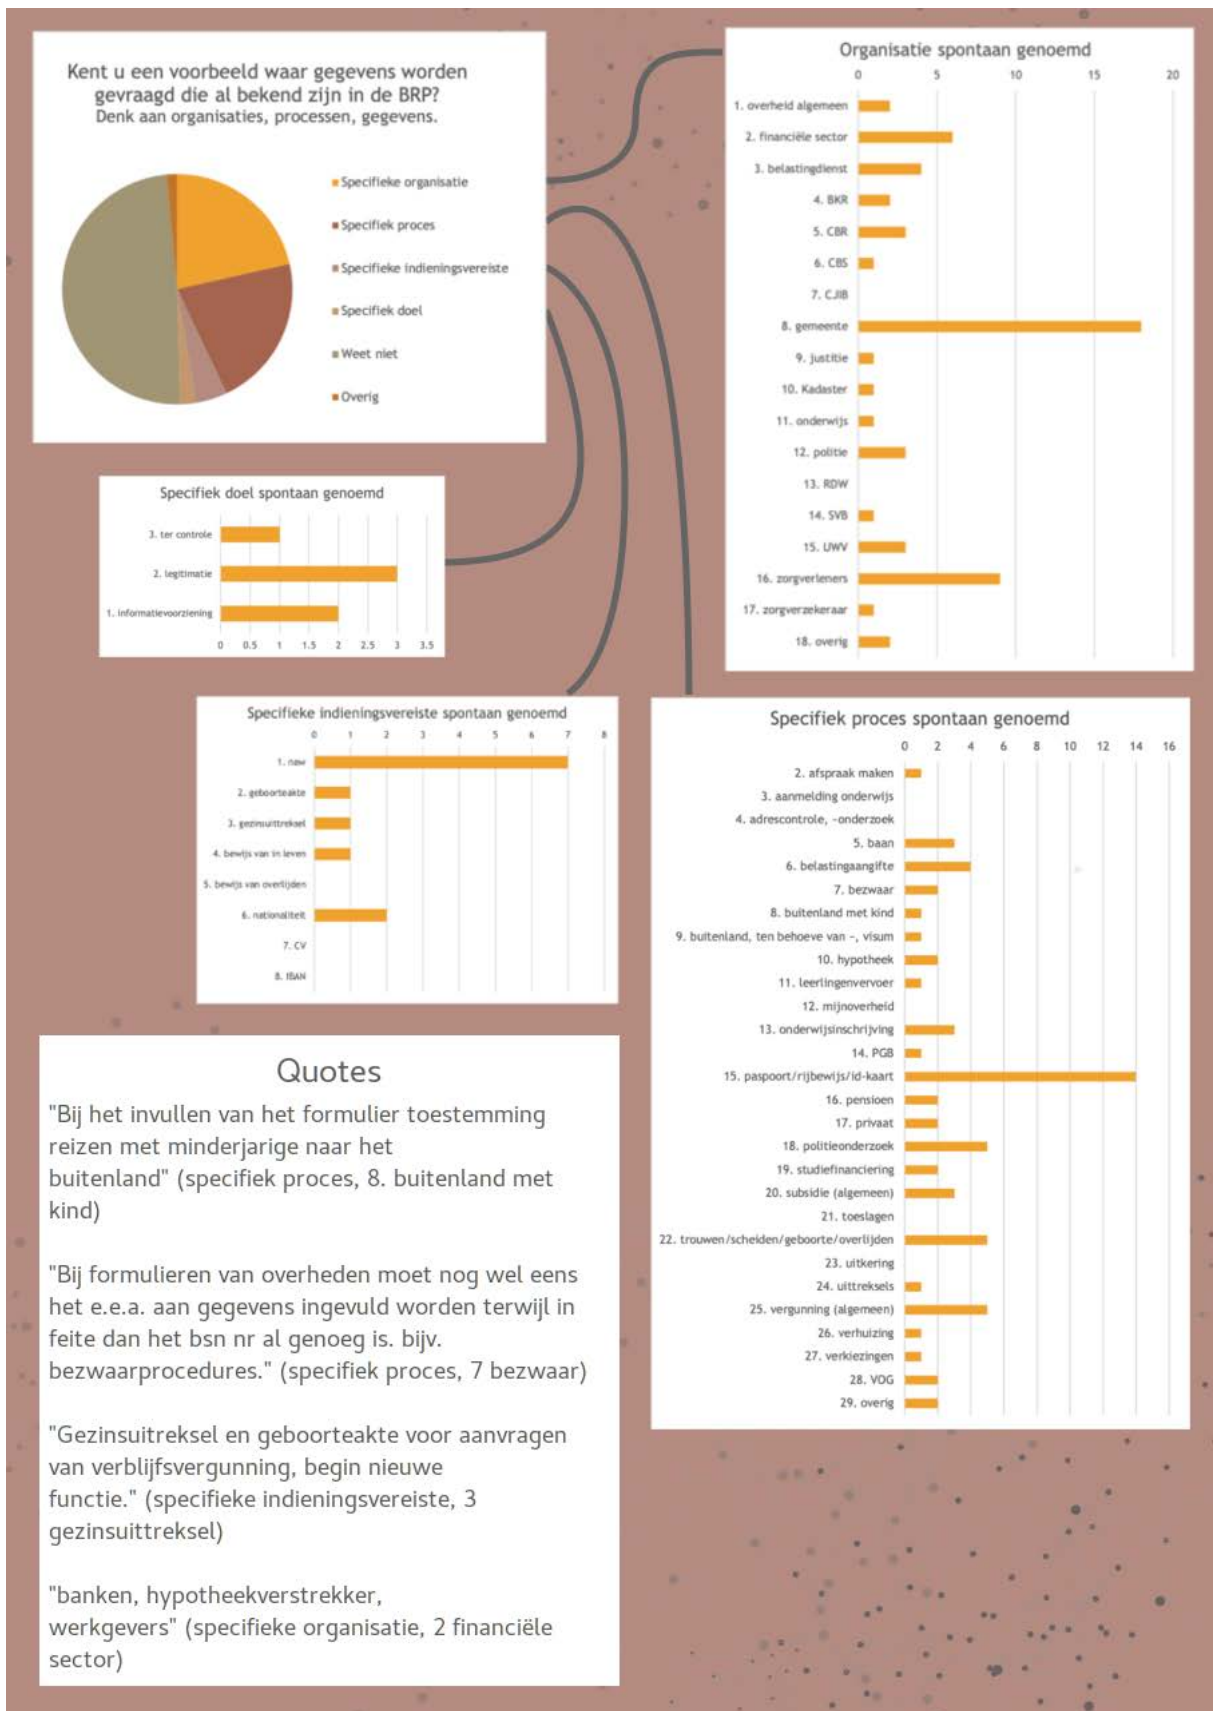 Kent u een voorbeeld waar gegevens worden
gevraagd die al bekend zijn in de BRP?
Denk aan organisaties, processen, gegevens.
Specifieke organisatie
Specifiek proces
Specifieke indieningsvereiste
Specifiek doel
Weet niet
Overig
Organisatie spontaan genoemd
0 5 10 15 20
1. overheid algemeen
2. financiële sector
3. belastingdienst
4. BKR
5. CBR
6. CBS
7. CJIB
8. gemeente
9. justitie
10. Kadaster
11. onderwijs
12. politie
13. RDW
14. SVB
15. UWV
16. zorgverleners
17. zorgverzekeraar
18. overig
Specifiek doel spontaan genoemd
3. ter controle
2. legitimatie
1. informatievoorziening
0 0.5 1 1.5 2 2.5 3 3.5
Specifieke indieningsvereiste spontaan genoemd
0 1 2 3 4 5 6 7 8
1. naw
2. geboorteakte
3. gezinsuittreksel
4. bewijs van in leven
5. bewijs van overlijden
6. nationaliteit
7. CV
8. IBAN
Specifiek proces spontaan genoemd
0 2 4 6 8 10 12 14 16
2. afspraak maken
3. aanmelding onderwijs
4. adrescontrole, -onderzoek
5. baan
6. belastingaangifte
7. bezwaar
8. buitenland met kind
9. buitenland, ten behoeve van -, visum
10. hypotheek
11. leerlingenvervoer
12. mijnoverheid
13. onderwijsinschrijving
14. PGB
15. paspoort/rijbewijs/id-kaart
16. pensioen
17. privaat
18. politieonderzoek
19. studiefinanciering
20. subsidie (algemeen)
21. toeslagen
22. trouwen/scheiden/geboorte/overlijden
23. uitkering
24. uittreksels
25. vergunning (algemeen)
26. verhuizing
27. verkiezingen
28. VOG
29. overig
Quotes
"Bij het invullen van het formulier toestemming
reizen met minderjarige naar het
buitenland" (specifiek proces, 8. buitenland met
kind)
"Bij formulieren van overheden moet nog wel eens
het e.e.a. aan gegevens ingevuld worden terwijl in
feite dan het bsn nr al genoeg is. bijv.
bezwaarprocedures." (specifiek proces, 7 bezwaar)
"Gezinsuitreksel en geboorteakte voor aanvragen
van verblijfsvergunning, begin nieuwe
functie." (specifieke indieningsvereiste, 3
gezinsuittreksel)
"banken, hypotheekverstrekker,
werkgevers" (specifieke organisatie, 2 financiële
sector)